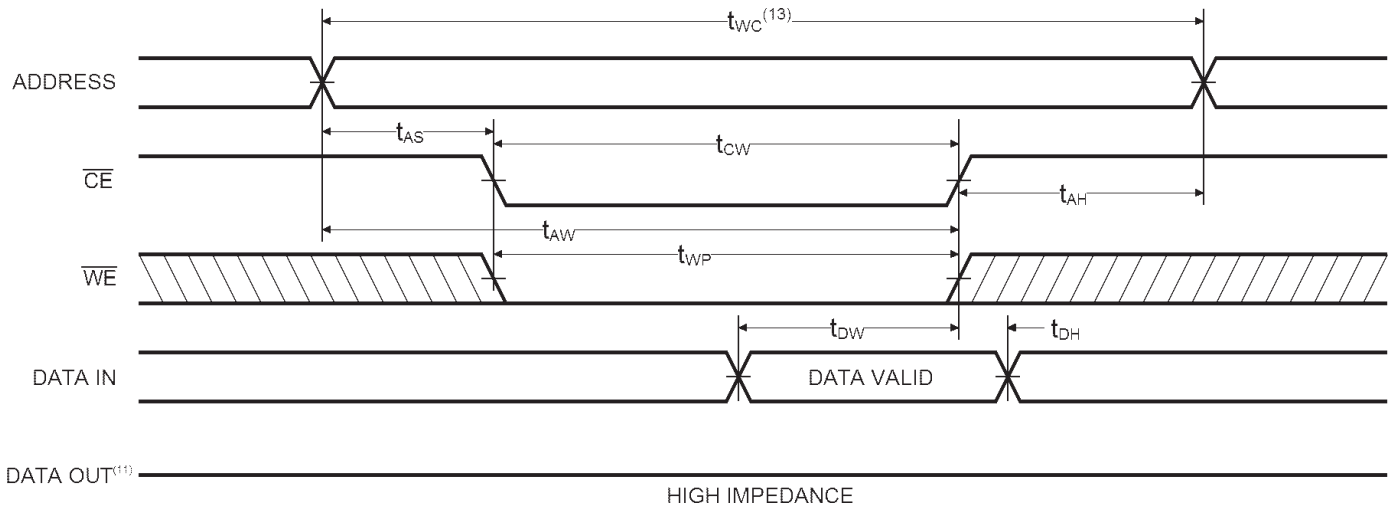 tWC(13)
ADDRESS
tAS
tCW
CE
tAH
tAW
WE
tWP
tDW
tDH
DATA IN
DATA VALID
DATA OUT(11)
HIGH IMPEDANCE